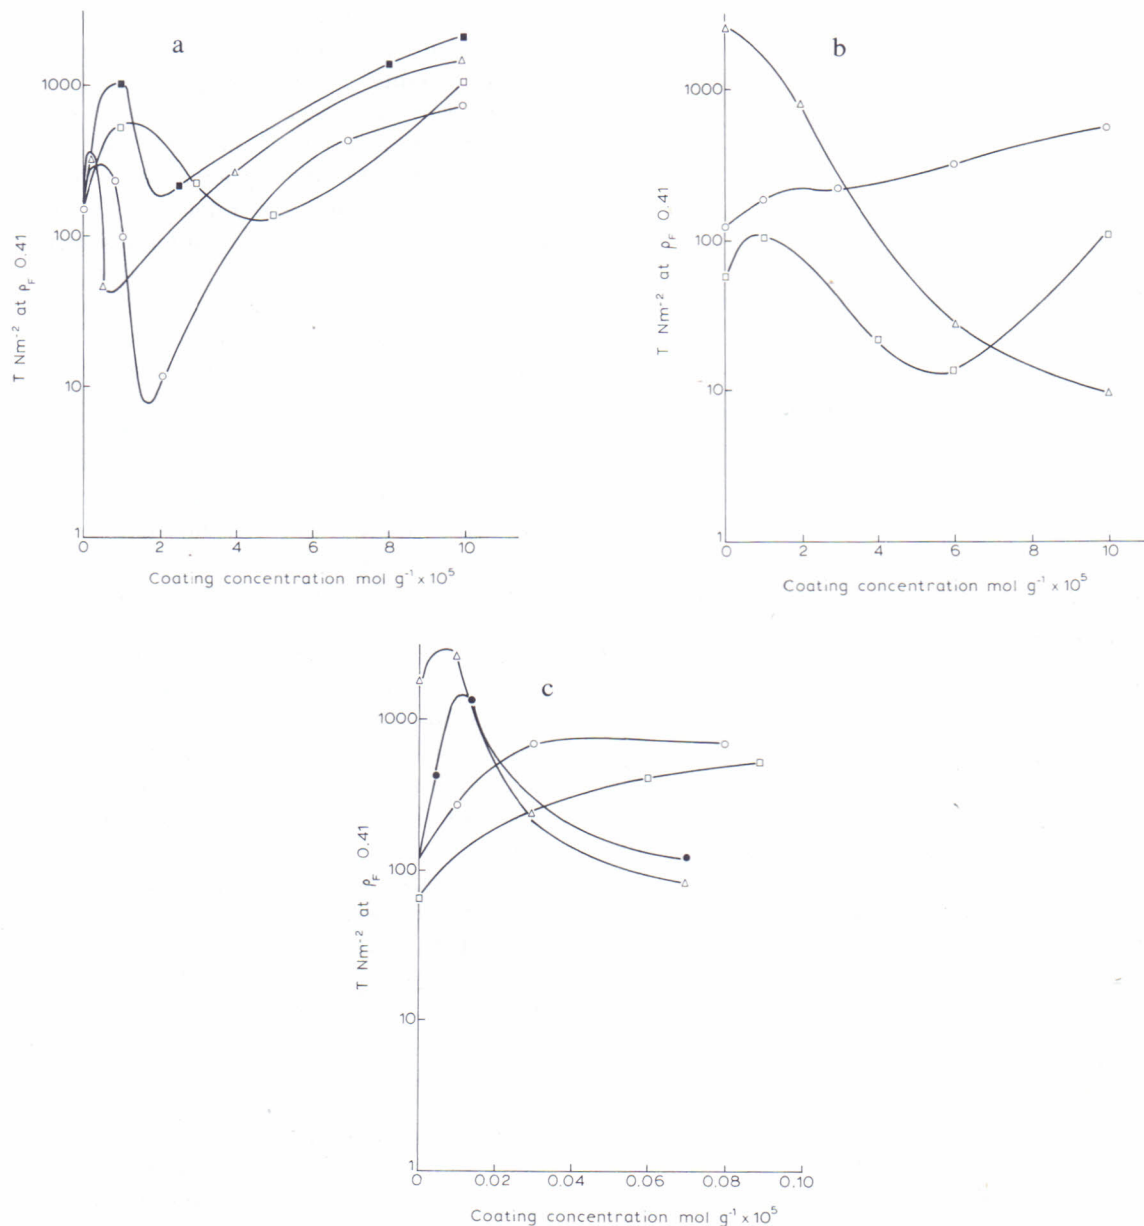 a
1000
100
10
1
T Nm⁻² at ρF 0.41
0 2 4 6 8 10
Coating concentration mol g⁻¹ x 10⁵
b
1000
100
10
1
T Nm⁻² at ρF 0.41
0 2 4 6 8 10
Coating concentration mol g⁻¹ x 10⁵
c
1000
100
10
1
T Nm⁻² at ρF 0.41
0 0.02 0.04 0.06 0.08 0.10
Coating concentration mol g⁻¹ x 10⁵